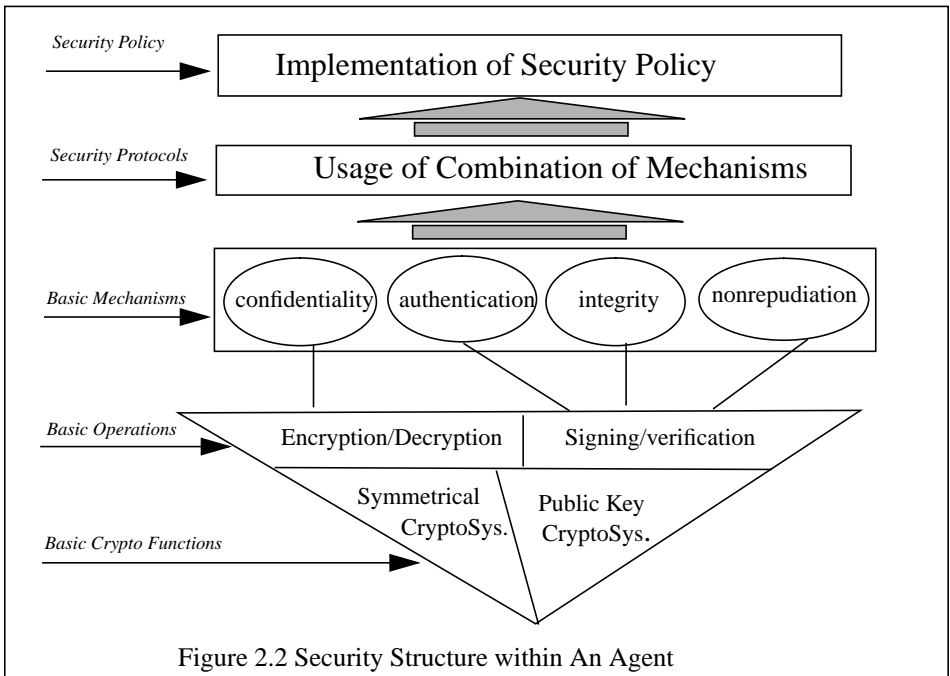 Security Policy
Implementation of Security Policy
Security Protocols
Usage of Combination of Mechanisms
Basic Mechanisms
confidentiality
authentication
integrity
nonrepudiation
Basic Operations
Encryption/Decryption
Signing/verification
Symmetrical
CryptoSys.
Public Key
CryptoSys.
Basic Crypto Functions
Figure 2.2 Security Structure within An Agent